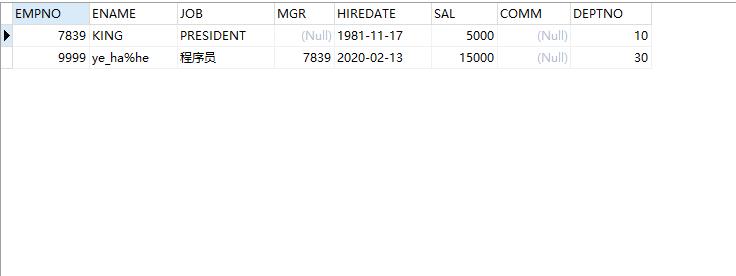 EMPNO ENAME JOB MGR HIREDATE SAL COMM DEPTNO
7839 KING PRESIDENT (Null) 1981-11-17 5000 (Null) 10
9999 ye_ha%he 程序员 7839 2020-02-13 15000 (Null) 30